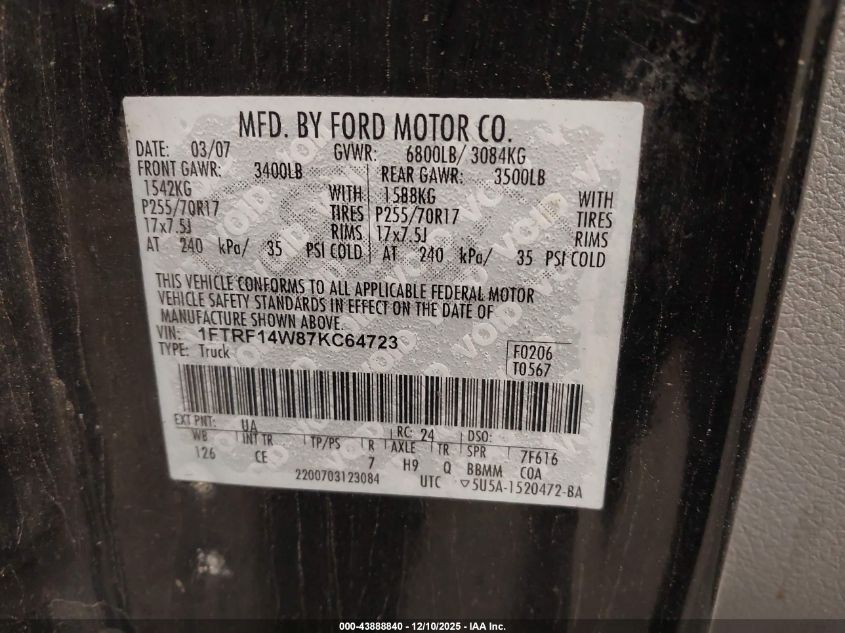 MFD. BY FORD MOTOR CO.
DATE: 03/07 GVWR: 6800LB/ 3084KG
FRONT GAWR: 3400LB REAR GAWR: 3500LB
1542KG WITH 1588KG WITH
P255/70R17 TIRES P255/70R17 TIRES
17x7.5J RIMS 17x7.5J RIMS
AT 240 kPa/ 35 PSI COLD AT 240 kPa/ 35 PSI COLD
THIS VEHICLE CONFORMS TO ALL APPLICABLE FEDERAL MOTOR
VEHICLE SAFETY STANDARDS IN EFFECT ON THE DATE OF
MANUFACTURE SHOWN ABOVE.
VIN: 1FTRF14W87KC64723
TYPE: Truck
F0206
T0567
EXT PNT: UA RC: 24 DSO:
WB INT TR TP/PS R AXLE TR SPR 7F616
126 CE 7 H9 Q BBMM COA
2200703123084 UTC ▽5U5A-1520472-BA
000-43888840 / 12/10/2025 - IAA Inc.